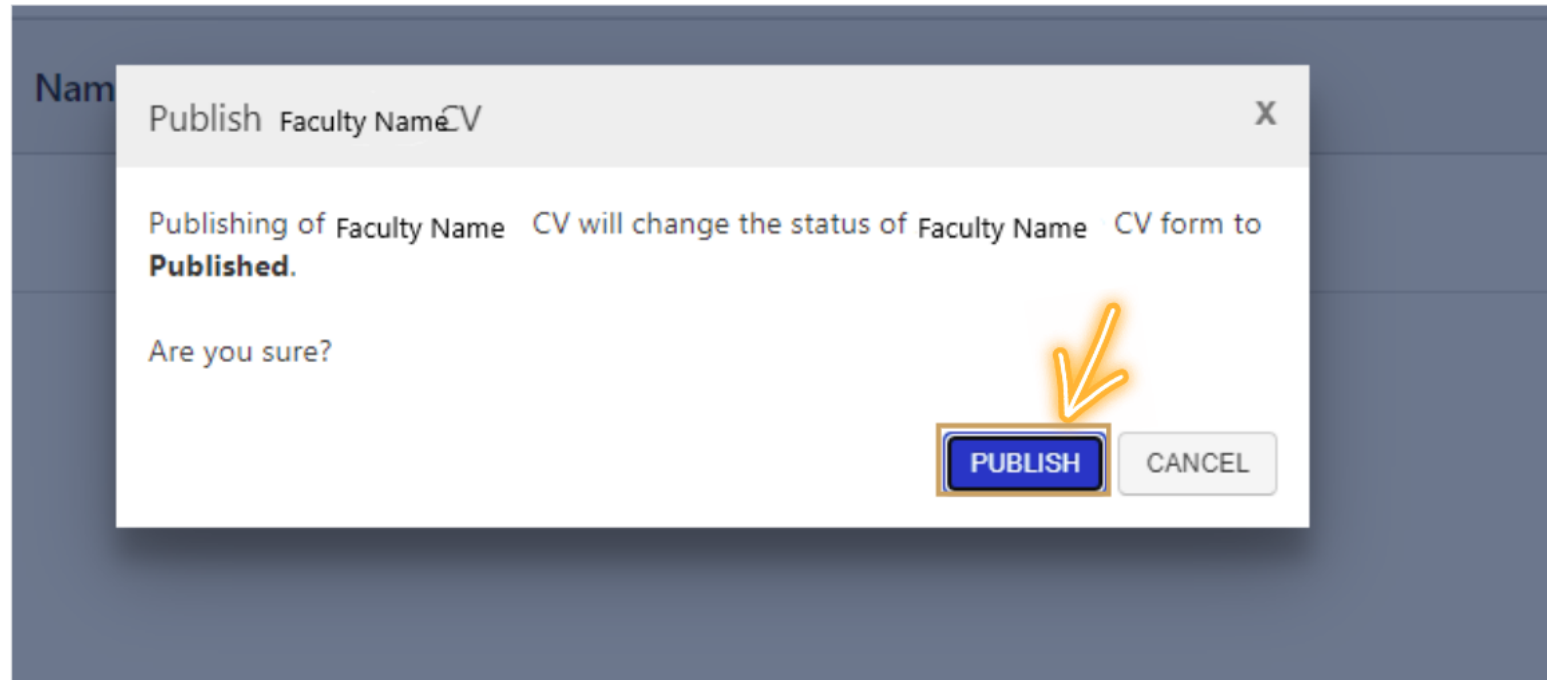 Nam
Publish Faculty Name CV X
Publishing of Faculty Name CV will change the status of Faculty Name CV form to
Published.
Are you sure?
PUBLISH CANCEL